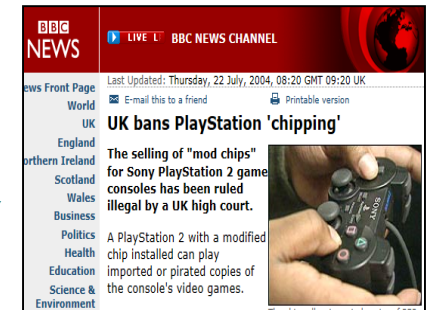 BBC
NEWS
LIVE
BBC NEWS CHANNEL
Last Updated: Thursday, 22 July, 2004, 08:20 GMT 09:20 UK
E-mail this to a friend
Printable version
ews Front Page
World
UK
England
orthern Ireland
Scotland
Wales
Business
Politics
Health
Education
Science &
Environment
UK bans PlayStation 'chipping'
The selling of "mod chips"
for Sony PlayStation 2 game
consoles has been ruled
illegal by a UK high court.
A PlayStation 2 with a modified
chip installed can play
imported or pirated copies of
the console's video games.
SONY